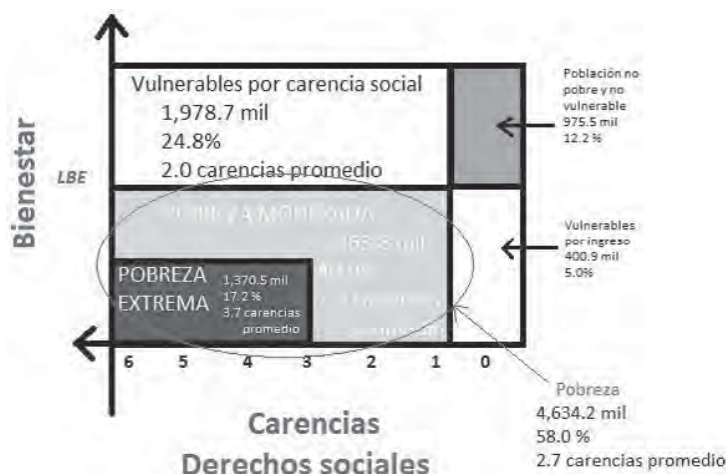 Vulnerables por carencia social
1,978.7 mil
24.8%
2.0 carencias promedio
Población no
pobre y no
vulnerable
975.5 mil
12.2 %
Bienestar
LBE
Vulnerables
por ingreso
400.9 mil
5.0%
POBREZA
EXTREMA
1,370.5 mil
17.2 %
3.7 carencias
promedio
6 5 4 3 2 1 0
Pobreza
4,634.2 mil
58.0 %
2.7 carencias promedio
Carencias
Derechos sociales